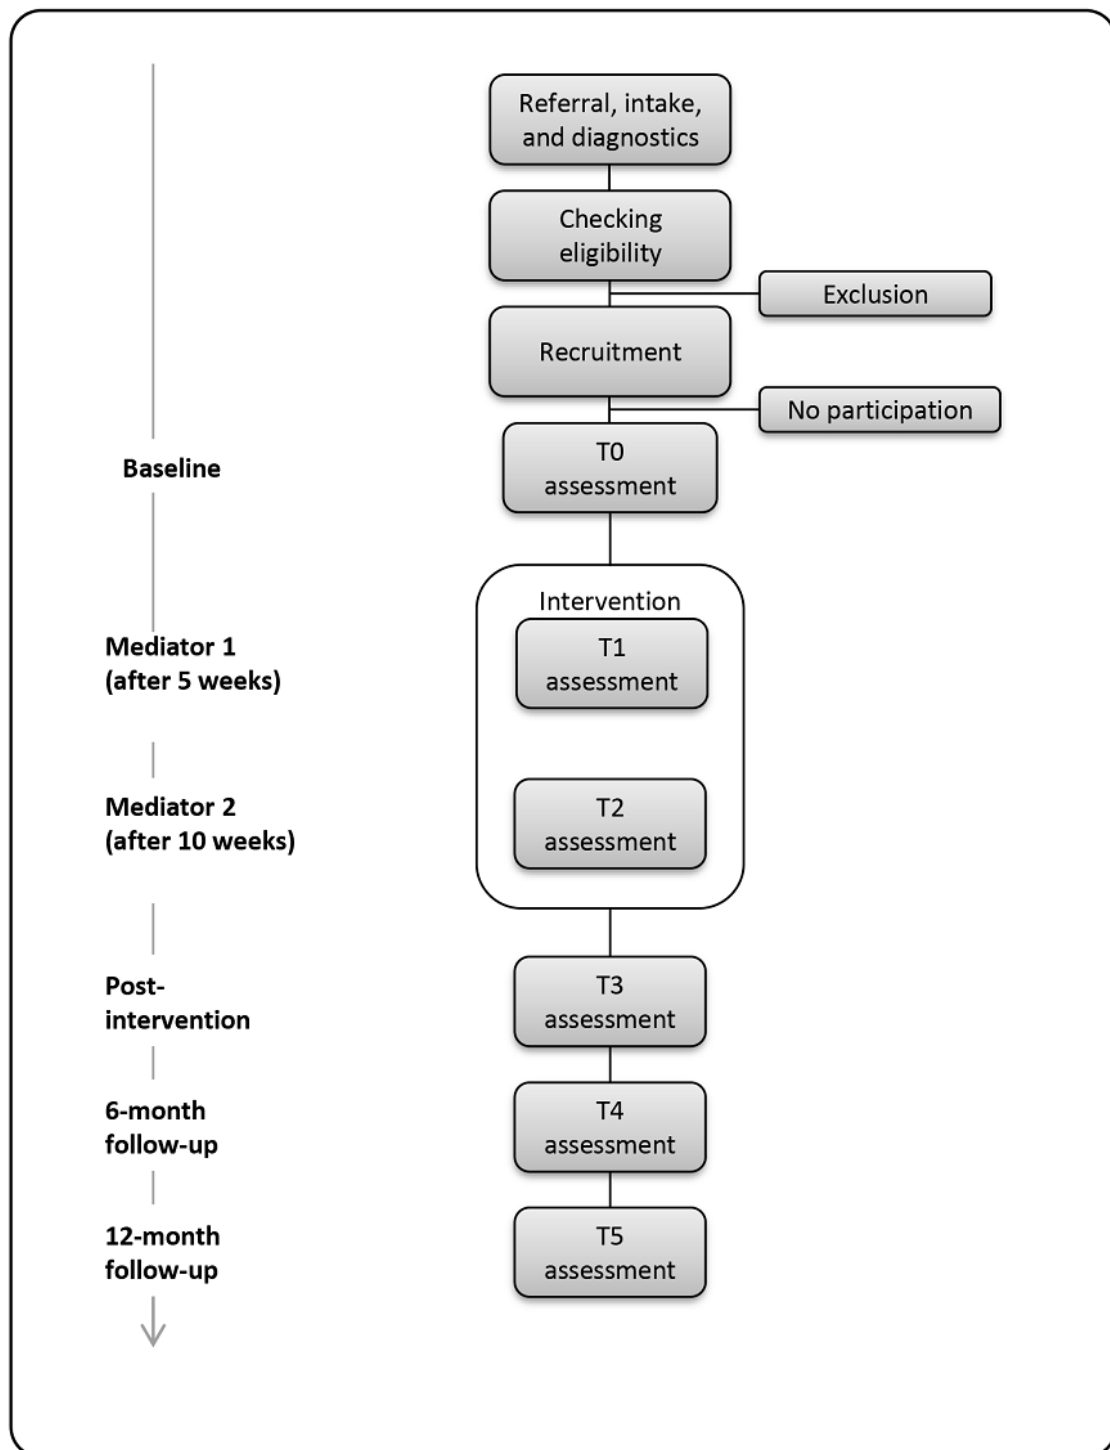 Referral, intake,
and diagnostics
Checking
eligibility
Exclusion
Recruitment
No participation
Baseline
T0
assessment
Intervention
Mediator 1
(after 5 weeks)
T1
assessment
Mediator 2
(after 10 weeks)
T2
assessment
Post-
intervention
T3
assessment
6-month
follow-up
T4
assessment
12-month
follow-up
T5
assessment